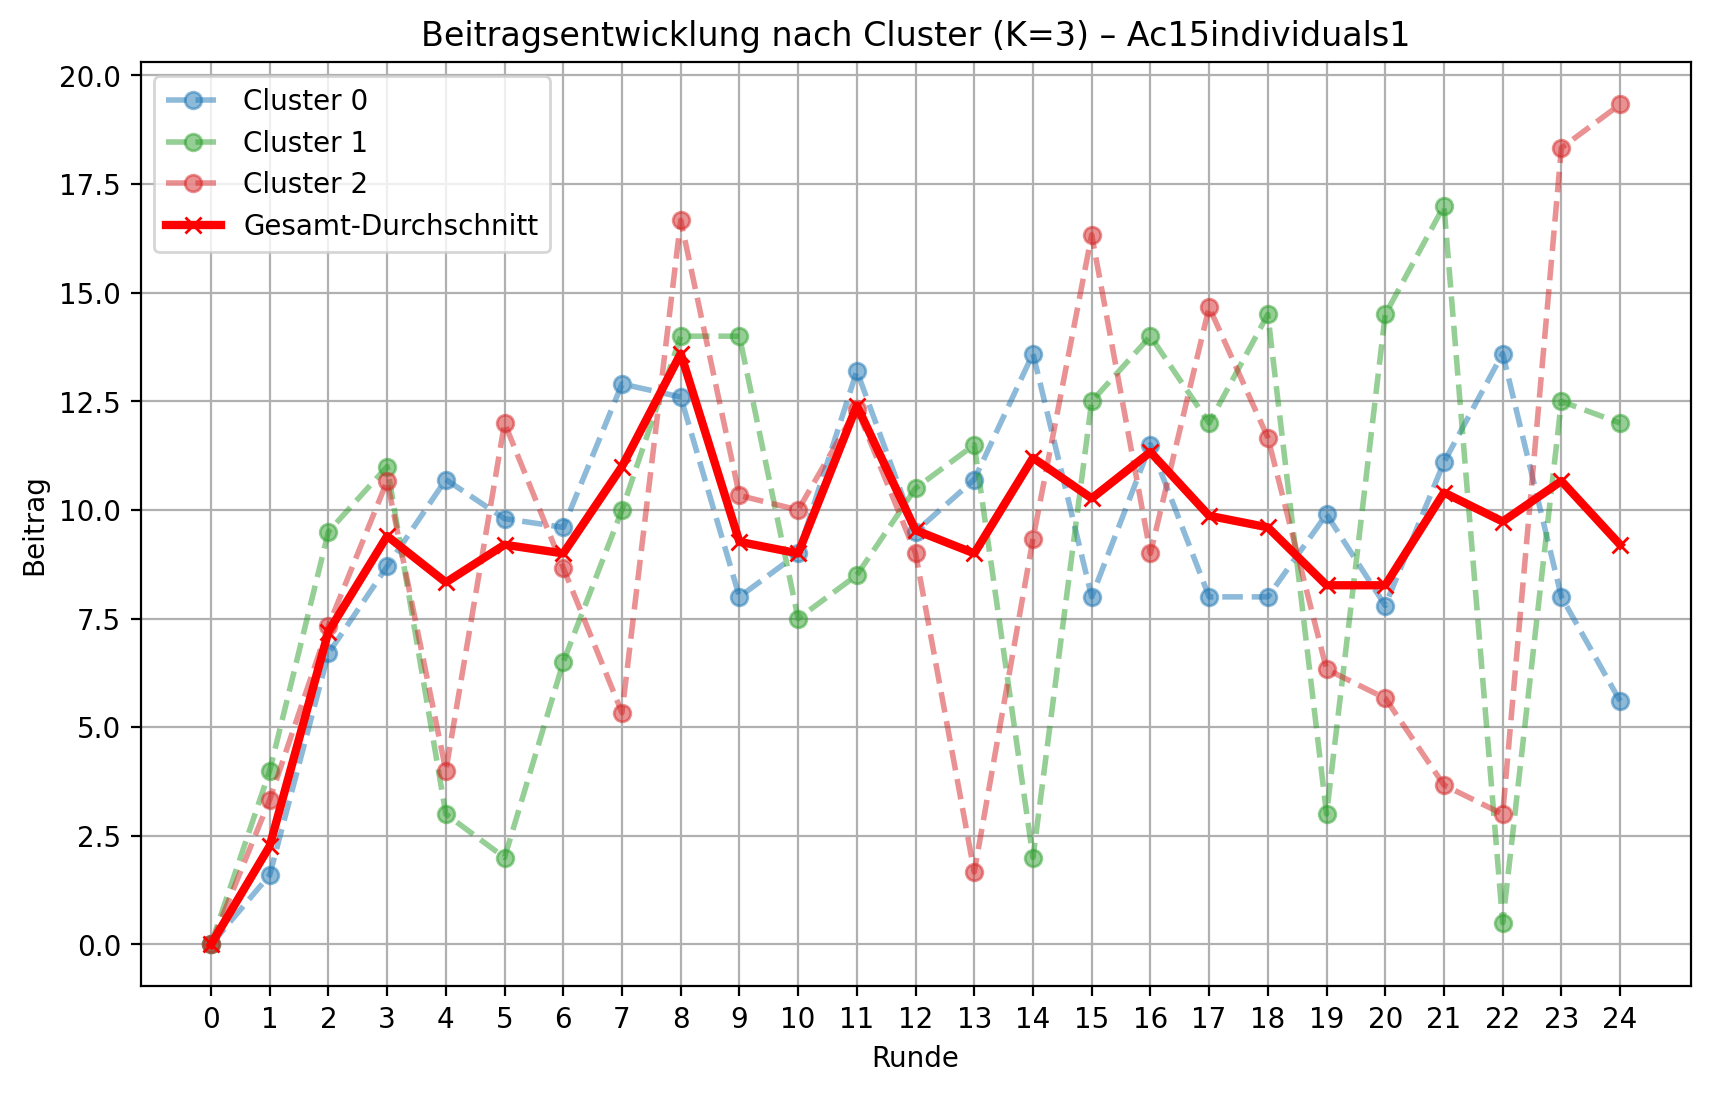 Beitragsentwicklung nach Cluster (K=3) – Ac15individuals1
20.0
17.5
15.0
12.5
10.0
7.5
5.0
2.5
0.0
Beitrag
Cluster 0
Cluster 1
Cluster 2
Gesamt-Durchschnitt
0 1 2 3 4 5 6 7 8 9 10 11 12 13 14 15 16 17 18 19 20 21 22 23 24
Runde